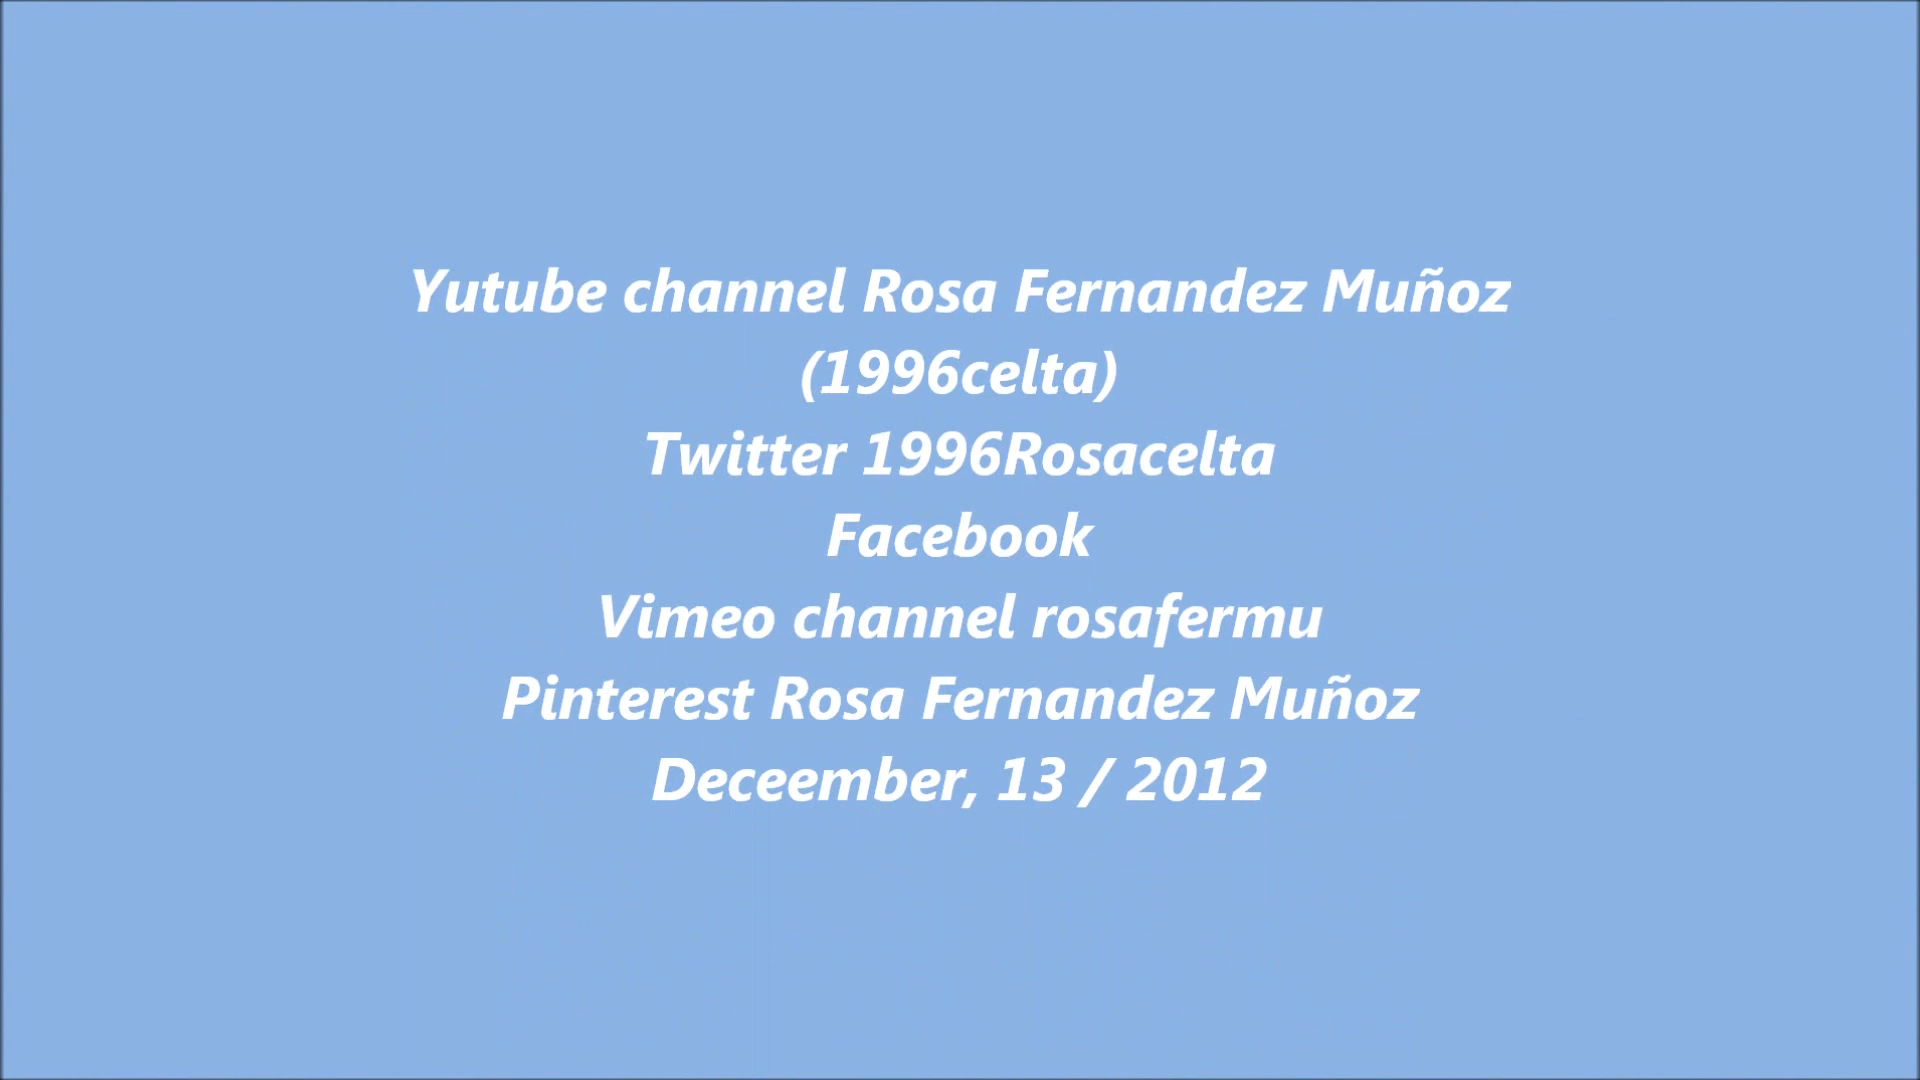 Yutube channel Rosa Fernandez Muñoz
(1996celta)
Twitter 1996Rosacelta
Facebook
Vimeo channel rosafermu
Pinterest Rosa Fernandez Muñoz
Deceember, 13 / 2012